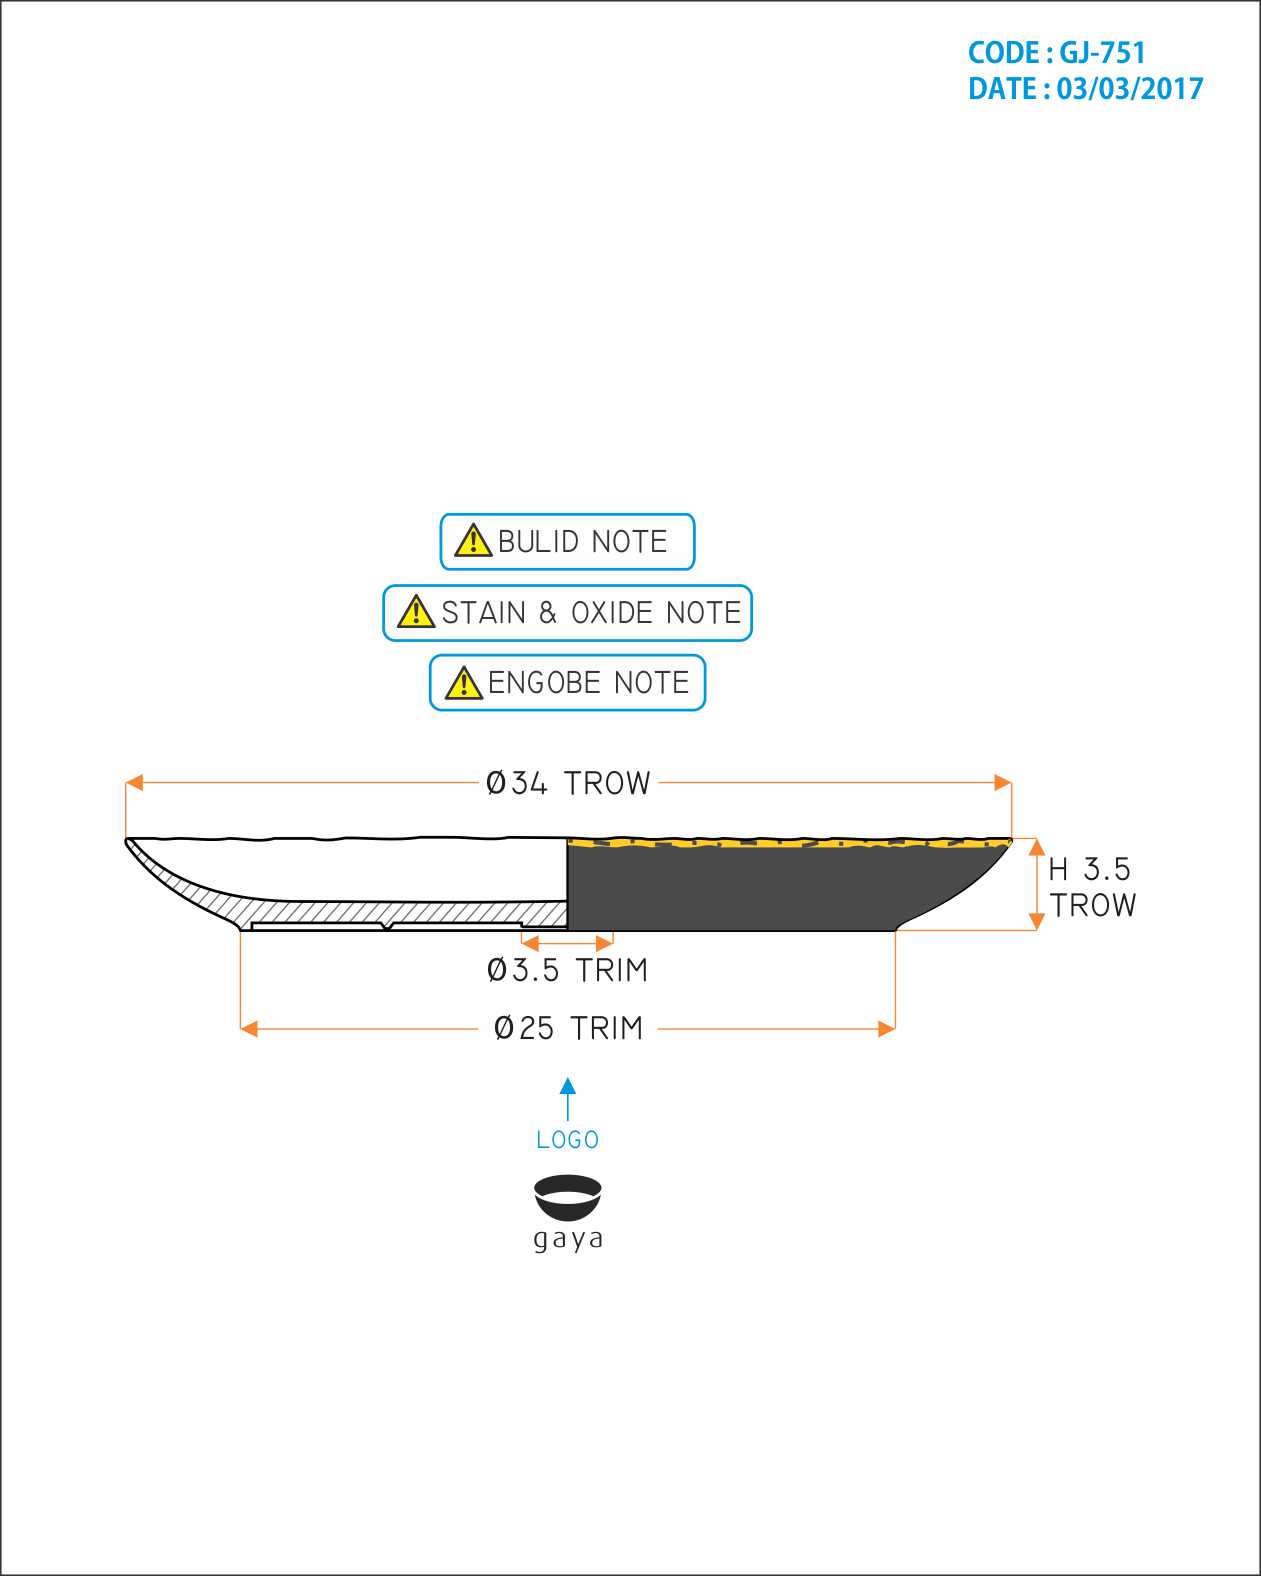 CODE : GJ-751
DATE : 03/03/2017
BULID NOTE
STAIN & OXIDE NOTE
ENGOBE NOTE
Ø34 TROW
H 3.5
TROW
Ø3.5 TRIM
Ø25 TRIM
LOGO
gaya